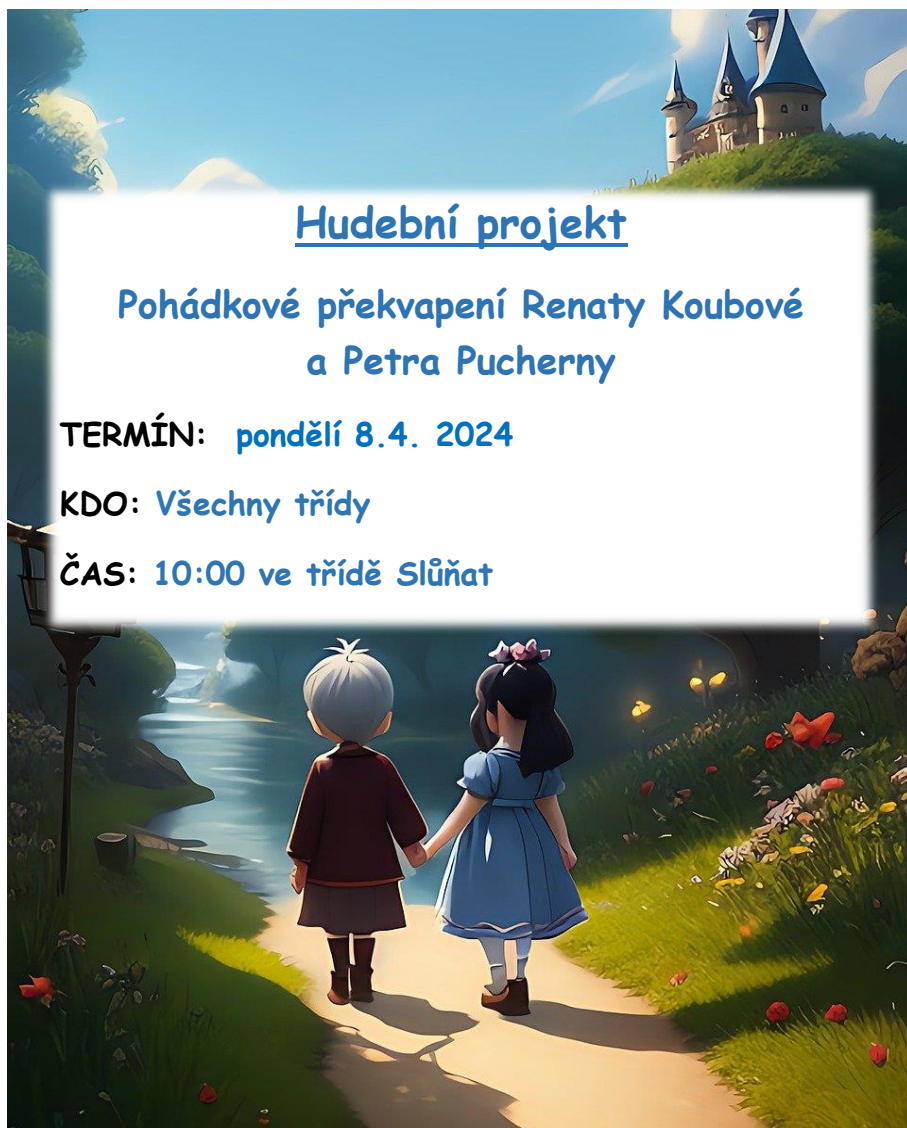 Hudební projekt
Pohádkové překvapení Renaty Koubové
a Petra Pucherny
TERMÍN: pondělí 8.4. 2024
KDO: Všechny třídy
ČAS: 10:00 ve třídě Slůňat